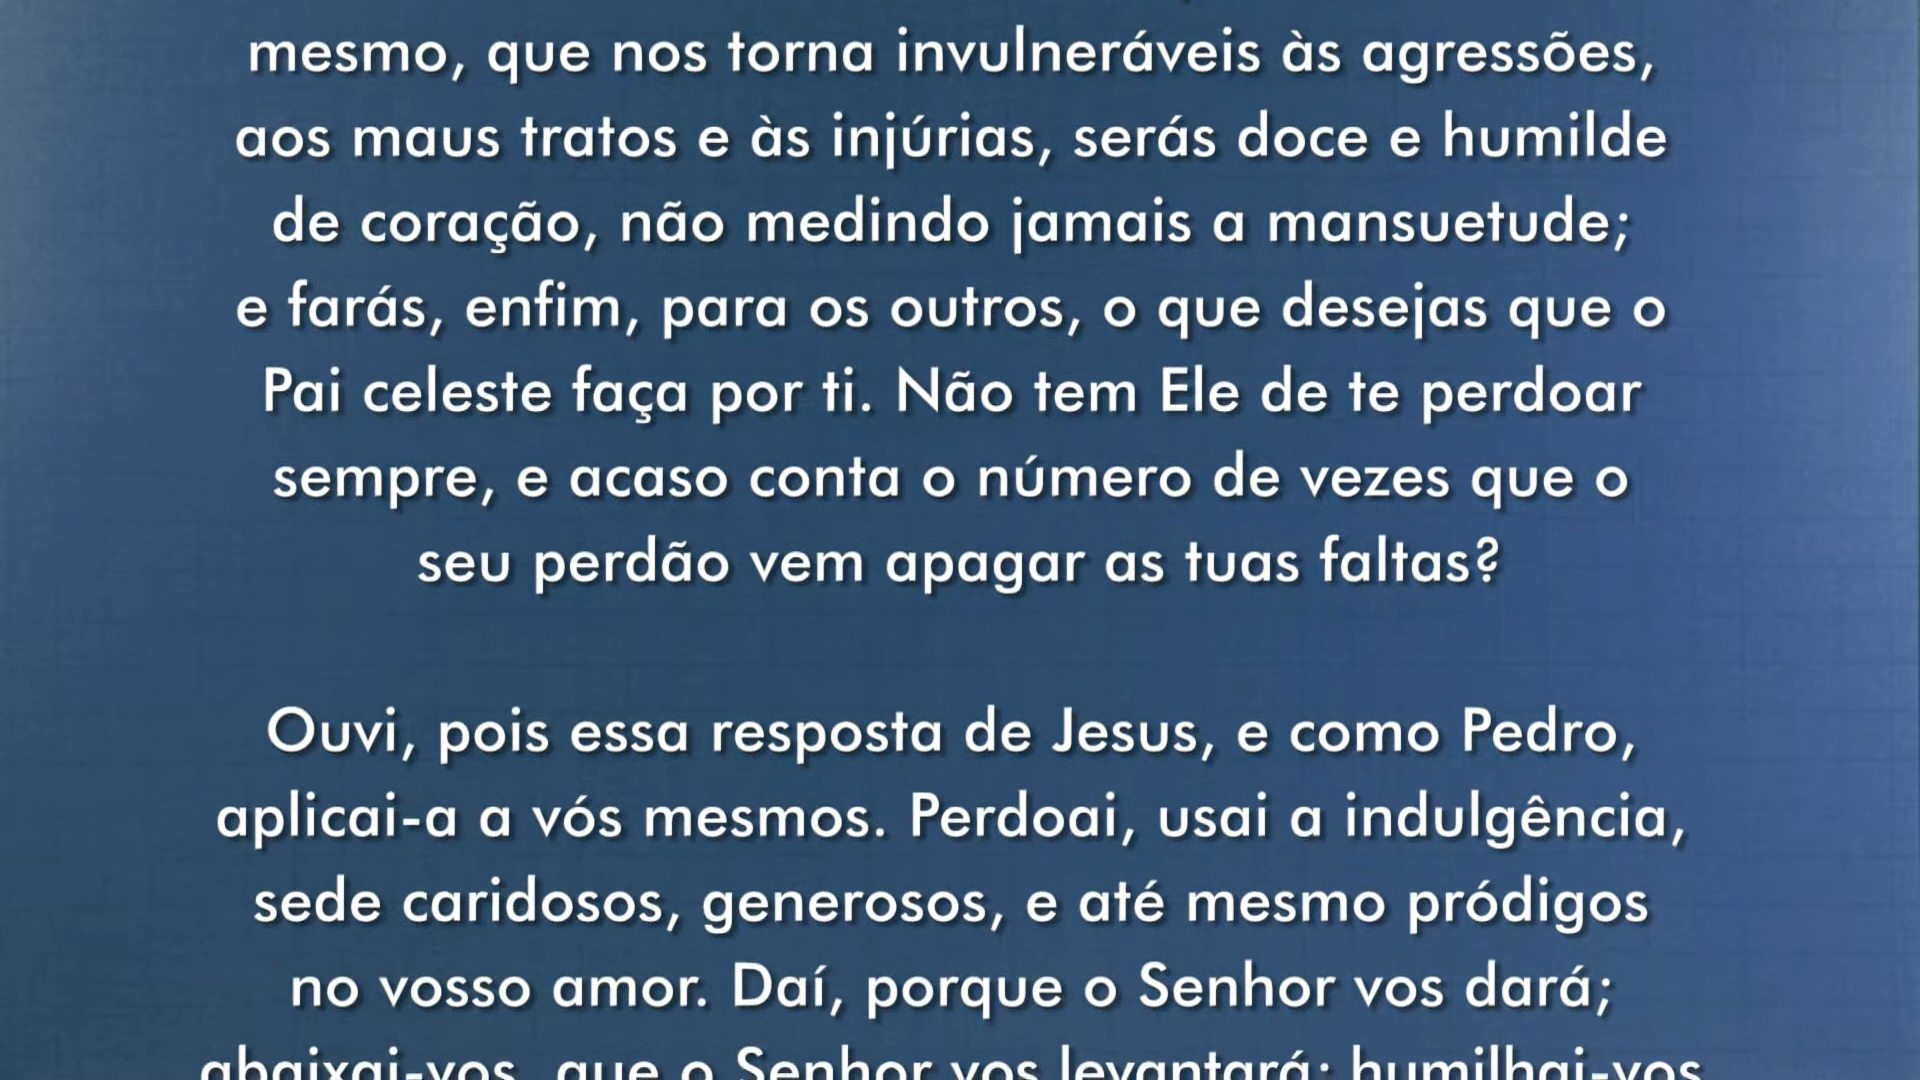 mesmo, que nos torna invulneráveis às agressões,
aos maus tratos e às injúrias, serás doce e humilde
de coração, não medindo jamais a mansuetude;
e farás, enfim, para os outros, o que desejas que o
Pai celeste faça por ti. Não tem Ele de te perdoar
sempre, e acaso conta o número de vezes que o
seu perdão vem apagar as tuas faltas?
Ouvi, pois essa resposta de Jesus, e como Pedro,
aplicai-a a vós mesmos. Perdoai, usai a indulgência,
sede caridosos, generosos, e até mesmo pródigos
no vosso amor. Daí, porque o Senhor vos dará;
abaixai-vos, que o Senhor vos levantará; humilhai-vos